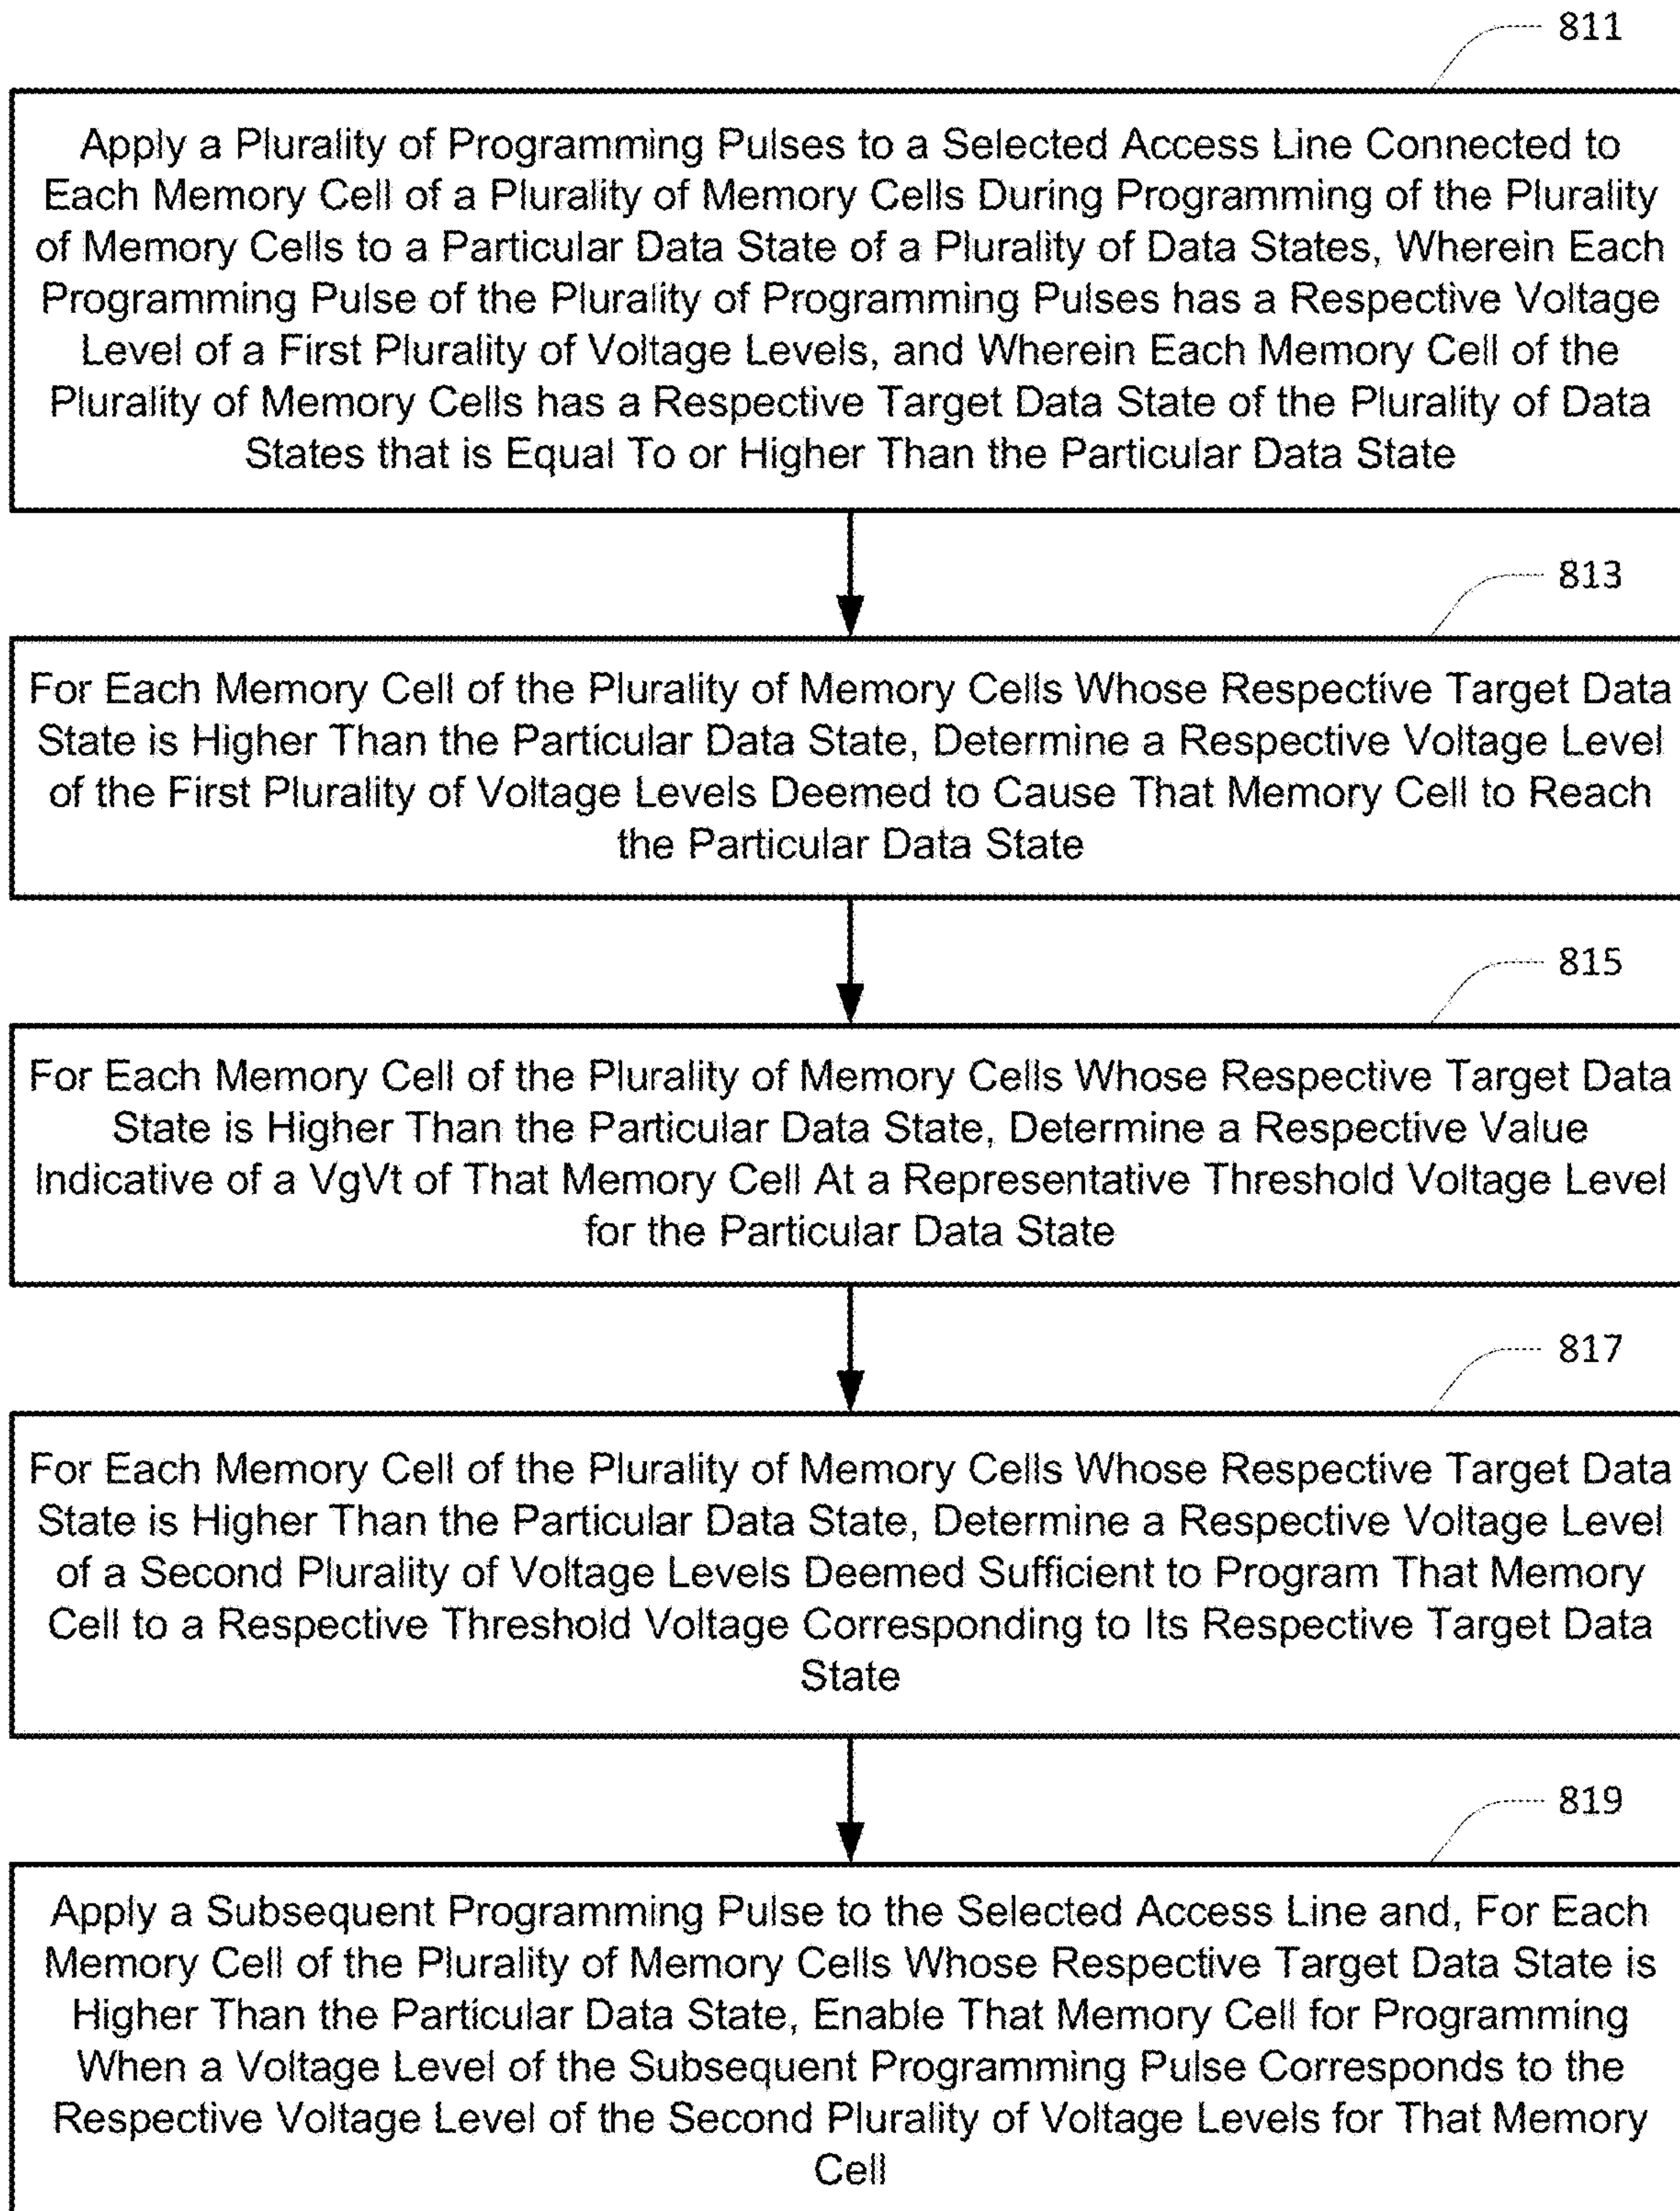 811
Apply a Plurality of Programming Pulses to a Selected Access Line Connected to
Each Memory Cell of a Plurality of Memory Cells During Programming of the Plurality
of Memory Cells to a Particular Data State of a Plurality of Data States, Wherein Each
Programming Pulse of the Plurality of Programming Pulses has a Respective Voltage
Level of a First Plurality of Voltage Levels, and Wherein Each Memory Cell of the
Plurality of Memory Cells has a Respective Target Data State of the Plurality of Data
States that is Equal To or Higher Than the Particular Data State
813
For Each Memory Cell of the Plurality of Memory Cells Whose Respective Target Data
State is Higher Than the Particular Data State, Determine a Respective Voltage Level
of the First Plurality of Voltage Levels Deemed to Cause That Memory Cell to Reach
the Particular Data State
815
For Each Memory Cell of the Plurality of Memory Cells Whose Respective Target Data
State is Higher Than the Particular Data State, Determine a Respective Value
Indicative of a VgVt of That Memory Cell At a Representative Threshold Voltage Level
for the Particular Data State
817
For Each Memory Cell of the Plurality of Memory Cells Whose Respective Target Data
State is Higher Than the Particular Data State, Determine a Respective Voltage Level
of a Second Plurality of Voltage Levels Deemed Sufficient to Program That Memory
Cell to a Respective Threshold Voltage Corresponding to Its Respective Target Data
State
819
Apply a Subsequent Programming Pulse to the Selected Access Line and, For Each
Memory Cell of the Plurality of Memory Cells Whose Respective Target Data State is
Higher Than the Particular Data State, Enable That Memory Cell for Programming
When a Voltage Level of the Subsequent Programming Pulse Corresponds to the
Respective Voltage Level of the Second Plurality of Voltage Levels for That Memory
Cell